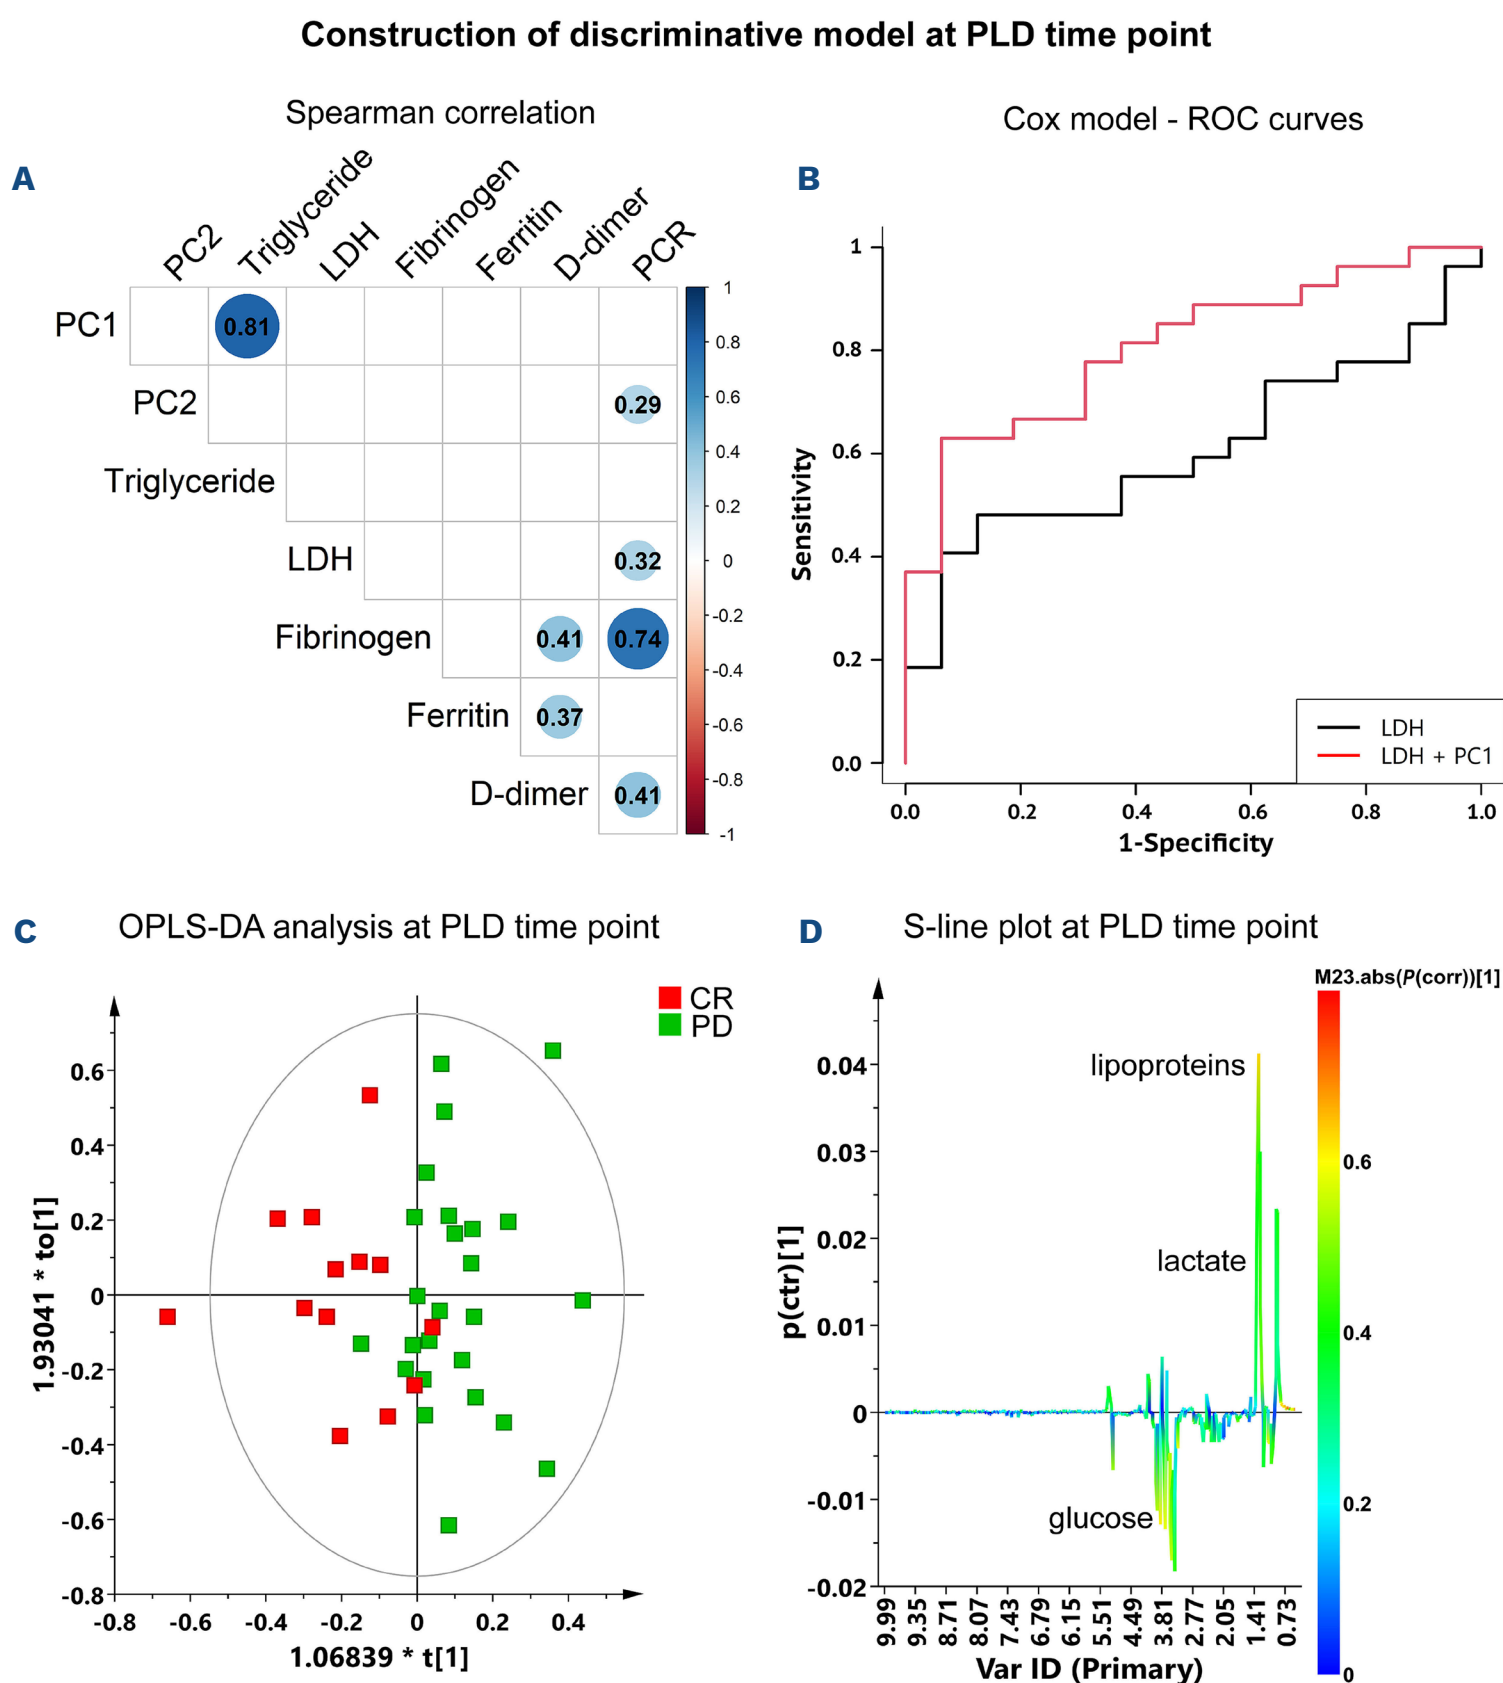 Construction of discriminative model at PLD time point
Spearman correlation
A
PC2
Triglyceride
LDH
Fibrinogen
Ferritin
D-dimer
PCR
PC1
PC2
Triglyceride
LDH
Fibrinogen
Ferritin
D-dimer
0.81
0.29
0.32
0.41
0.74
0.37
0.41
1
0.8
0.6
0.4
0.2
0
-0.2
-0.4
-0.6
-0.8
-1
Cox model - ROC curves
B
Sensitivity
1
0.8
0.6
0.4
0.2
0.0
LDH
LDH + PC1
0.0 0.2 0.4 0.6 0.8 1.0
1-Specificity
C
OPLS-DA analysis at PLD time point
CR
PD
1.93041 * to[1]
0.6
0.4
0.2
0
-0.2
-0.4
-0.6
-0.8
-0.8 -0.6 -0.4 -0.2 0 0.2 0.4
1.06839 * t[1]
D
S-line plot at PLD time point
M23.abs(P(corr))[1]
p(ctr)[1]
0.04
0.03
0.02
0.01
0
-0.01
-0.02
lipoproteins
lactate
glucose
0.6
0.4
0.2
0
9.99 9.35 8.71 8.07 7.43 6.79 6.15 5.51 4.49 3.81 2.77 2.05 1.41 0.73
Var ID (Primary)